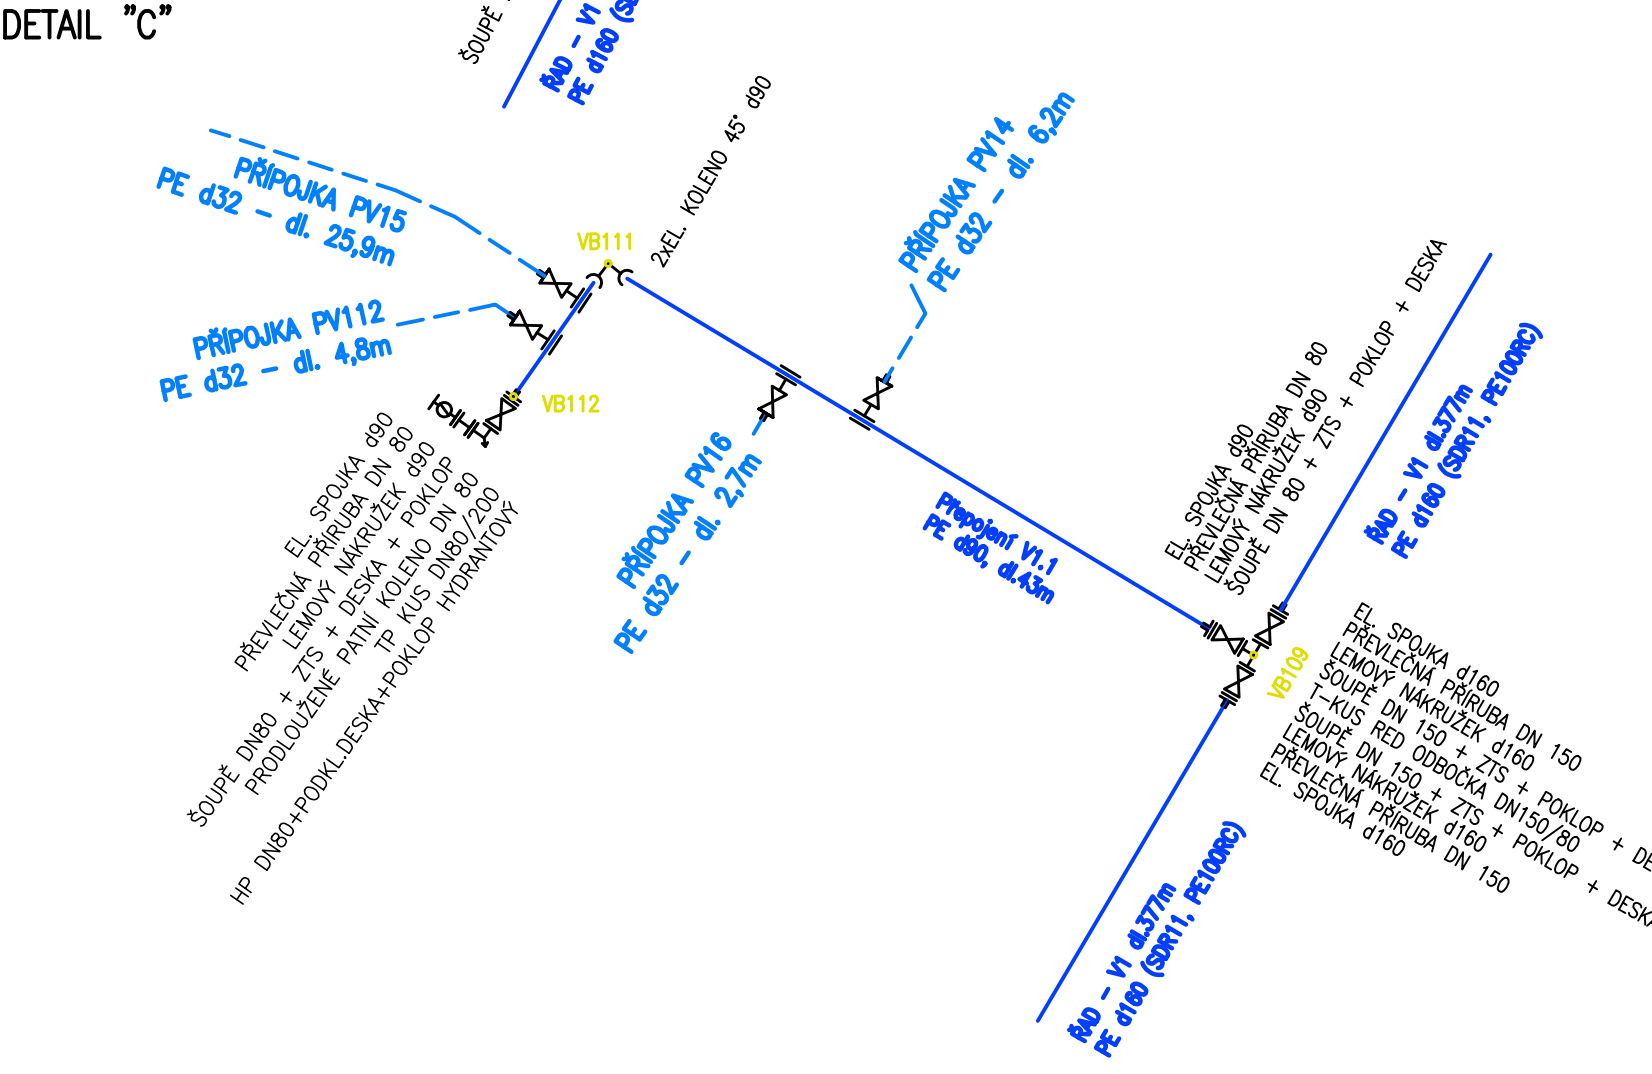 DETAIL "C"
ŠOUPĚ
ŘAD - V1
PE d160
2xEL. KOLENO 45° d90
PŘÍPOJKA PV15
PE d32 - dl. 25,9m
VB111
PŘÍPOJKA PV14
PE d32 - dl. 6,2m
PŘÍPOJKA PV112
PE d32 - dl. 4,8m
VB112
EL. SPOJKA d90
PŘEVLEČNÁ PŘÍRUBA DN 80
LEMOVÝ NÁKRUŽEK d90
ŠOUPĚ DN80 + ZTS + DESKA + POKLOP
PRODLOUŽENÉ PATNÍ KOLENO DN 80
TP KUS DN80/200
HP DN80+PODKL.DESKA+POKLOP HYDRANTOVÝ
PŘÍPOJKA PV16
PE d32 - dl. 2,7m
Přepojení V1.1
PE d90, dl.43m
EL. SPOJKA d90
PŘEVLEČNÁ PŘÍRUBA DN 80
LEMOVÝ NÁKRUŽEK d90
ŠOUPĚ DN 80 + ZTS + POKLOP + DESKA
ŘAD - V1 dl.377m
PE d160 (SDR11, PE100RC)
VB109
EL. SPOJKA d160
PŘEVLEČNÁ PŘÍRUBA DN 150
LEMOVÝ NÁKRUŽEK d160
ŠOUPĚ DN 150 + ZTS + POKLOP + DE
T-KUS RED ODBOČKA DN150/80
ŠOUPĚ DN 150 + ZTS + POKLOP + DESKA
LEMOVÝ NÁKRUŽEK d160
PŘEVLEČNÁ PŘÍRUBA DN 150
EL. SPOJKA d160
ŘAD - V1 dl.377m
PE d160 (SDR11, PE100RC)